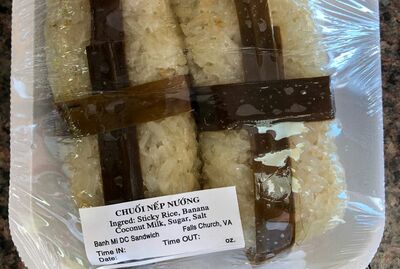 CHUỐI NẾP NƯỚNG
Ingred: Sticky Rice, Banana
Coconut Milk, Sugar, Salt
Banh Mi DC Sandwich Falls Church, VA
Time IN: Time OUT: oz.
Date: